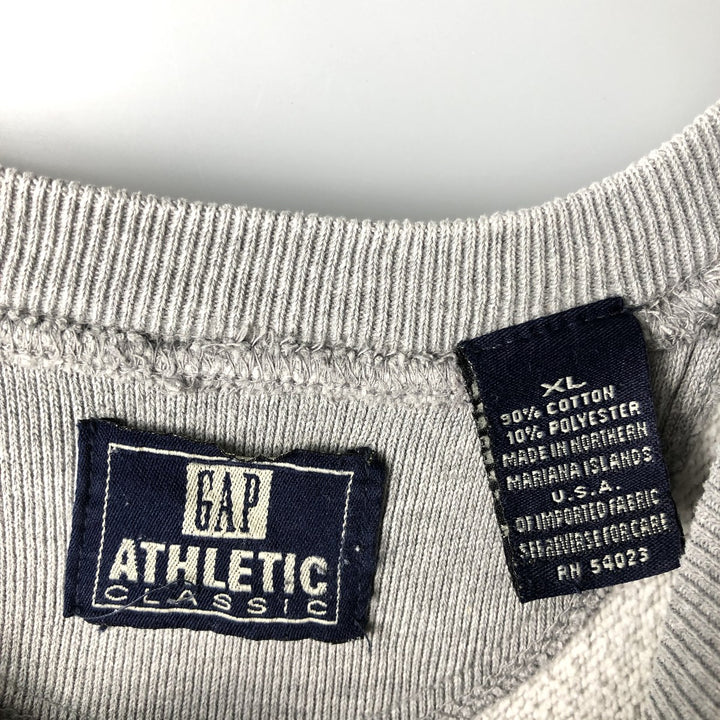 GAP
ATHLETIC
CLASSIC
XL
90% COTTON
10% POLYESTER
MADE IN NORTHERN
MARIANA ISLANDS
U.S.A.
OF IMPORTED FABRIC
SEE REVERSE FOR CARE
RN 54023